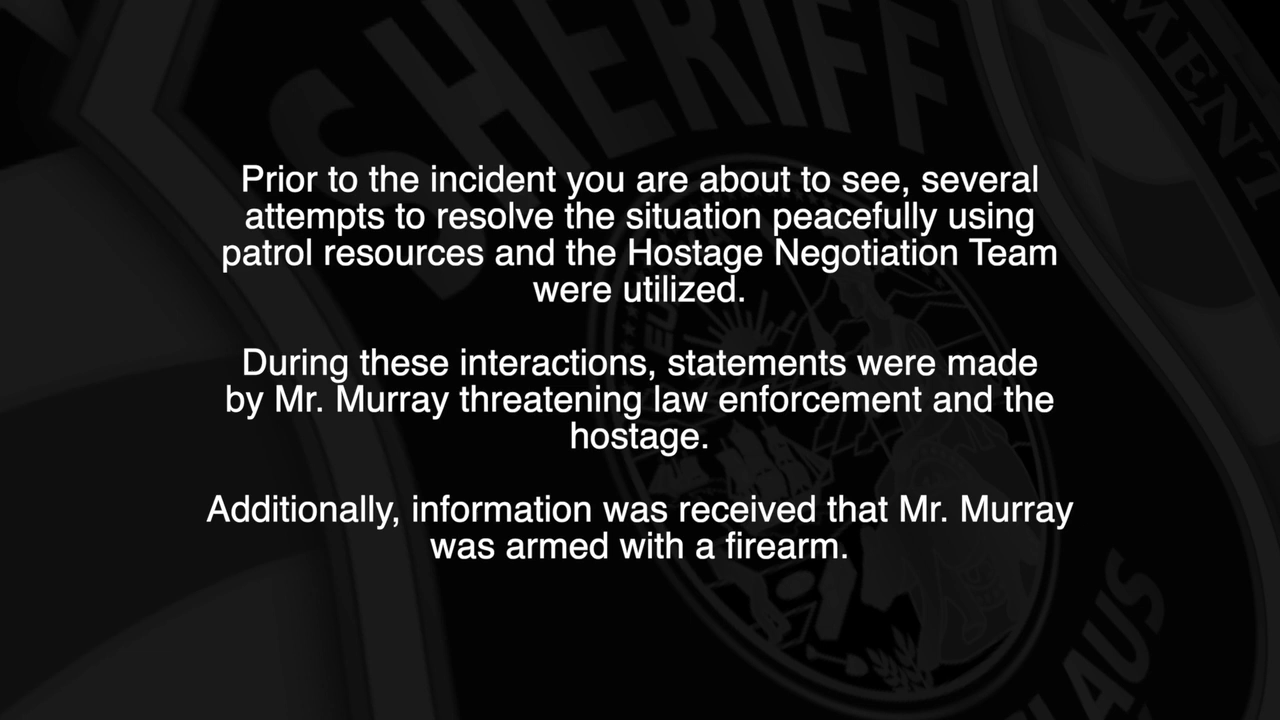 SHERIFF
Prior to the incident you are about to see, several
attempts to resolve the situation peacefully using
patrol resources and the Hostage Negotiation Team
were utilized.
During these interactions, statements were made
by Mr. Murray threatening law enforcement and the
hostage.
Additionally, information was received that Mr. Murray
was armed with a firearm.